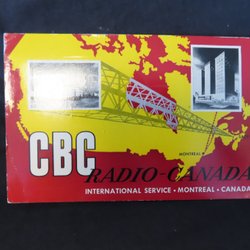 MONTREAL
CBC
RADIO-CANADA
INTERNATIONAL SERVICE • MONTREAL • CANADA